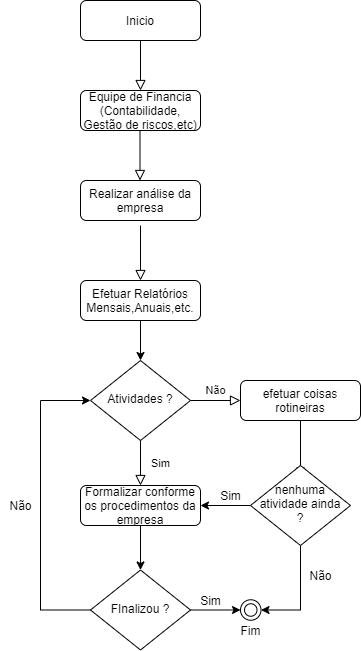 Inicio
Equipe de Financia
(Contabilidade,
Gestão de riscos,etc)
Realizar análise da
empresa
Efetuar Relatórios
Mensais,Anuais,etc.
Atividades ?
Não
efetuar coisas
rotineiras
Sim
Formalizar conforme
os procedimentos da
empresa
Sim
nenhuma
atividade ainda
?
Não
Não
FInalizou ?
Sim
Fim